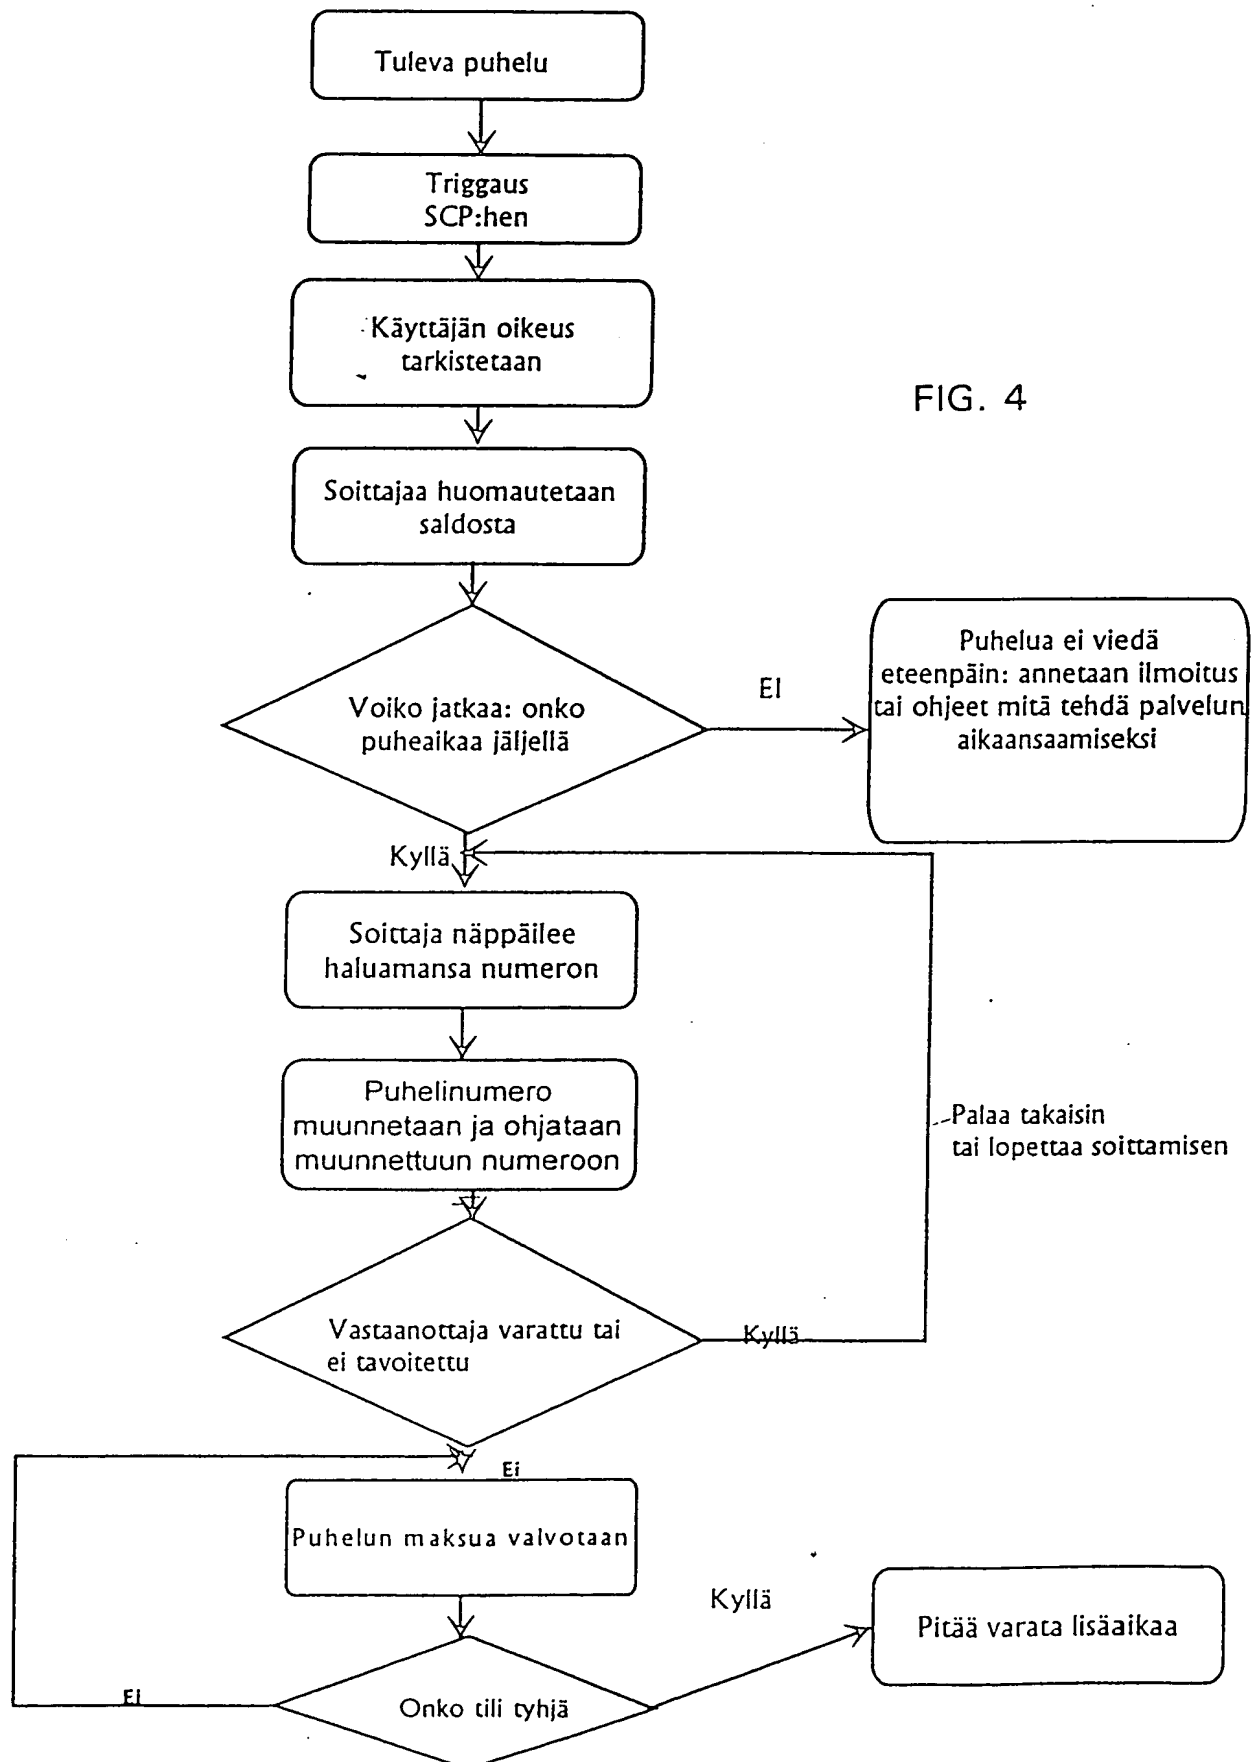 Tuleva puhelu
Triggaus
SCP:hen
Käyttäjän oikeus
tarkistetaan
FIG. 4
Soittajaa huomautetaan
saldosta
Voiko jatkaa: onko
puheaikaa jäljellä
EI
Puhelua ei viedä
eteenpäin: annetaan ilmoitus
tai ohjeet mitä tehdä palvelun
aikaansaamiseksi
Kyllä
Soittaja näppäilee
haluamansa numeron
Puhelinumero
muunnetaan ja ohjataan
muunnettuun numeroon
Palaa takaisin
tai lopettaa soittamisen
Vastaanottaja varattu tai
ei tavoitettu
Kyllä
Ei
Puhelun maksua valvotaan
Kyllä
Pitää varata lisäaikaa
EI
Onko tili tyhjä